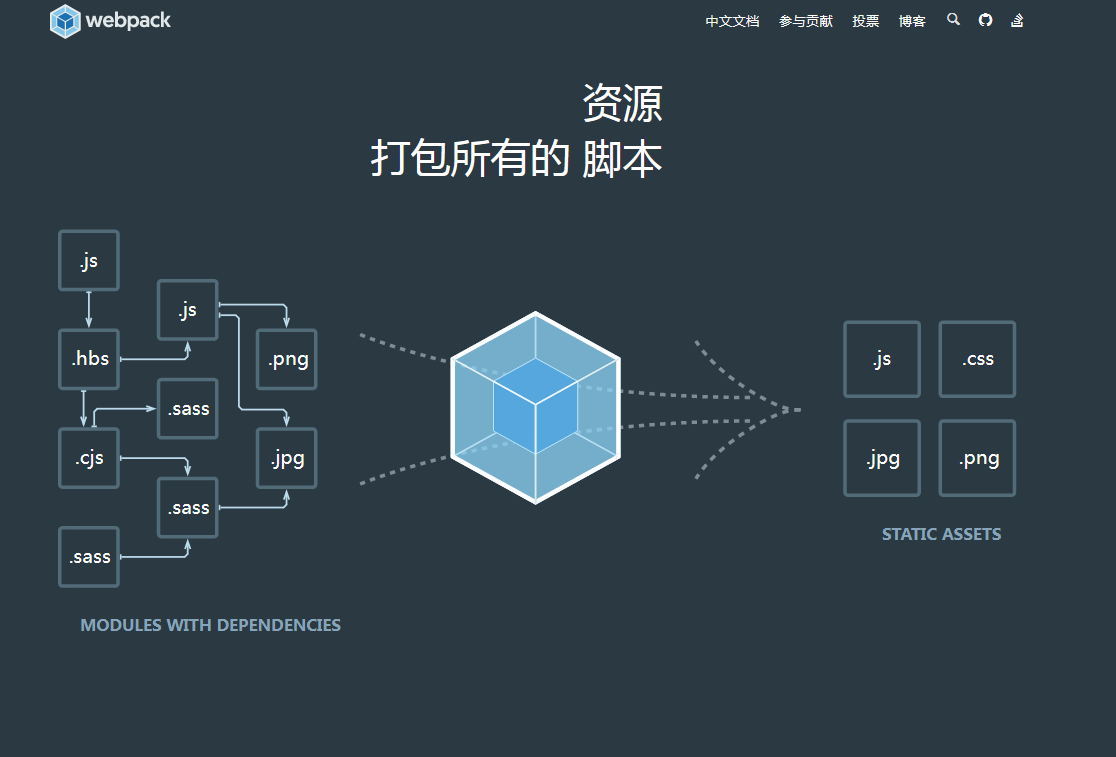 webpack
中文文档 参与贡献 投票 博客
资源
打包所有的 脚本
.js
.js
.hbs
.png
.sass
.cjs
.jpg
.sass
.sass
MODULES WITH DEPENDENCIES
.js .css
.jpg .png
STATIC ASSETS